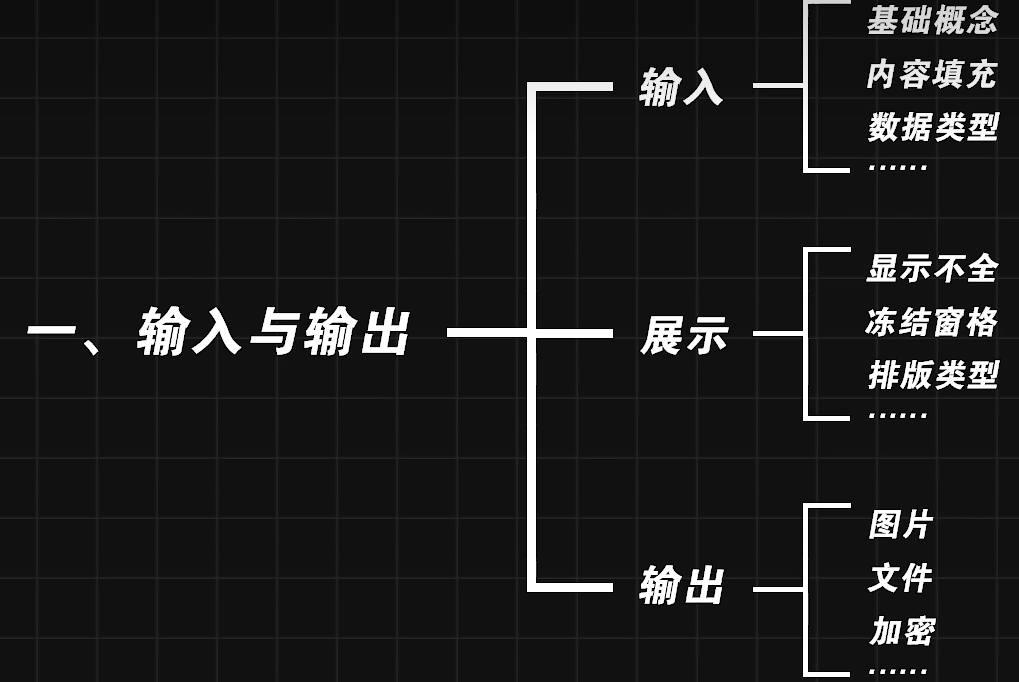 一、输入与输出
输入
基础概念
内容填充
数据类型
……
展示
显示不全
冻结窗格
排版类型
……
输出
图片
文件
加密
……